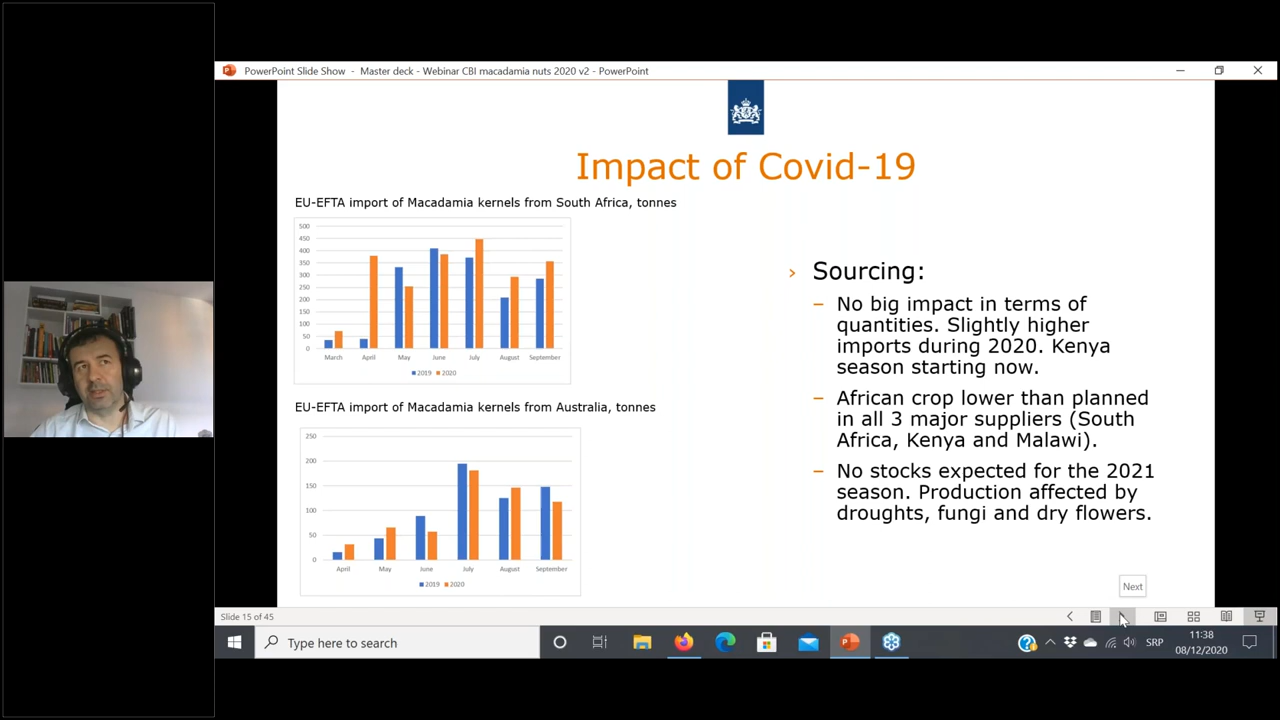 PowerPoint Slide Show - Master deck - Webinar CBI macadamia nuts 2020 v2 - PowerPoint
Impact of Covid-19
EU-EFTA import of Macadamia kernels from South Africa, tonnes
500
450
400
350
300
250
200
150
100
50
0
March April May June July August September
2019 2020
EU-EFTA import of Macadamia kernels from Australia, tonnes
250
200
150
100
50
0
April May June July August September
2019 2020
› Sourcing:
– No big impact in terms of
quantities. Slightly higher
imports during 2020. Kenya
season starting now.
– African crop lower than planned
in all 3 major suppliers (South
Africa, Kenya and Malawi).
– No stocks expected for the 2021
season. Production affected by
droughts, fungi and dry flowers.
Next
Slide 15 of 45
Type here to search
SRP
11:38
08/12/2020